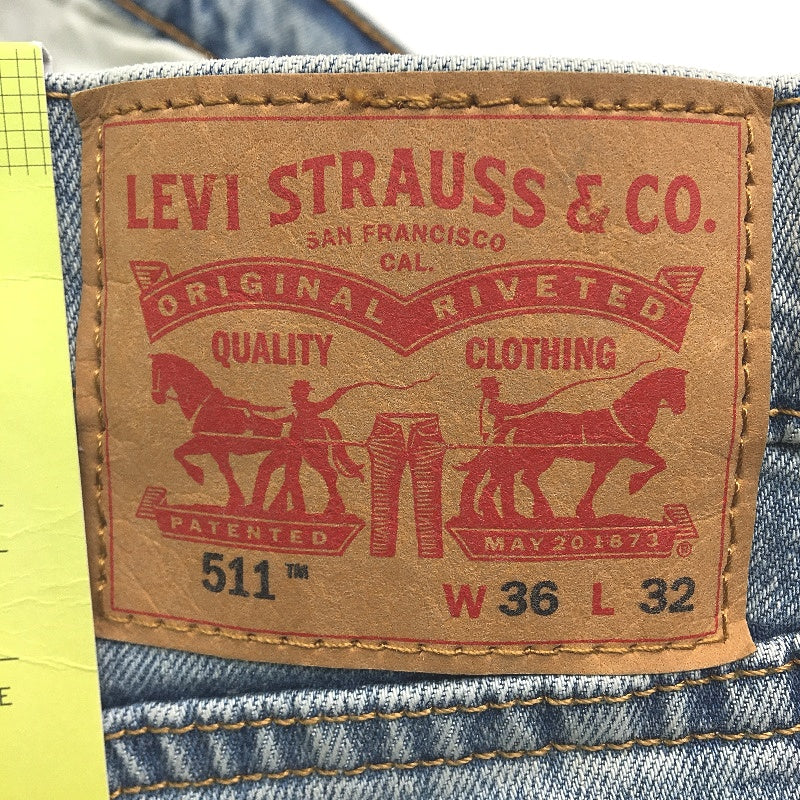 LEVI STRAUSS & CO.
SAN FRANCISCO
CAL.
ORIGINAL RIVETED
QUALITY CLOTHING
PATENTED MAY 20 1873 ®
511™ W 36 L 32
E